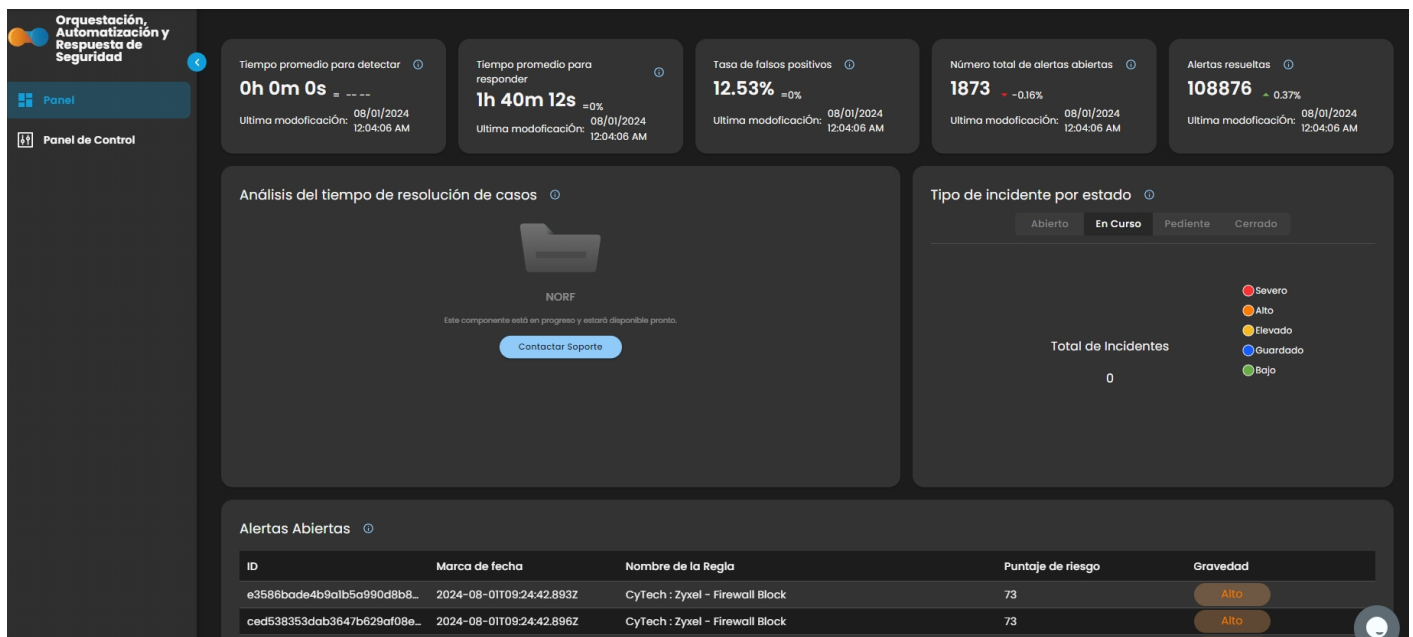 Orquestación,
Automatización y
Respuesta de
Seguridad
Panel
Panel de Control
Tiempo promedio para detectar
0h 0m 0s = -- --
Ultima modoficaciÓn: 08/01/2024
12:04:06 AM
Tiempo promedio para
responder
1h 40m 12s =0%
Ultima modoficaciÓn: 08/01/2024
12:04:06 AM
Tasa de falsos positivos
12.53% =0%
Ultima modoficaciÓn: 08/01/2024
12:04:06 AM
Número total de alertas abiertas
1873 -0.16%
Ultima modoficaciÓn: 08/01/2024
12:04:06 AM
Alertas resueltas
108876 0.37%
Ultima modoficaciÓn: 08/01/2024
12:04:06 AM
Análisis del tiempo de resolución de casos
NORF
Este componente está en progreso y estará disponible pronto.
Contactar Soporte
Tipo de incidente por estado
Abierto En Curso Pediente Cerrado
Total de Incidentes
0
Severo
Alto
Elevado
Guardado
Bajo
Alertas Abiertas
ID Marca de fecha Nombre de la Regla Puntaje de riesgo Gravedad
e3586bade4b9a1b5a990d8b8... 2024-08-01T09:24:42.893Z CyTech : Zyxel - Firewall Block 73 Alto
ced538353dab3647b629af08e... 2024-08-01T09:24:42.896Z CyTech : Zyxel - Firewall Block 73 Alto